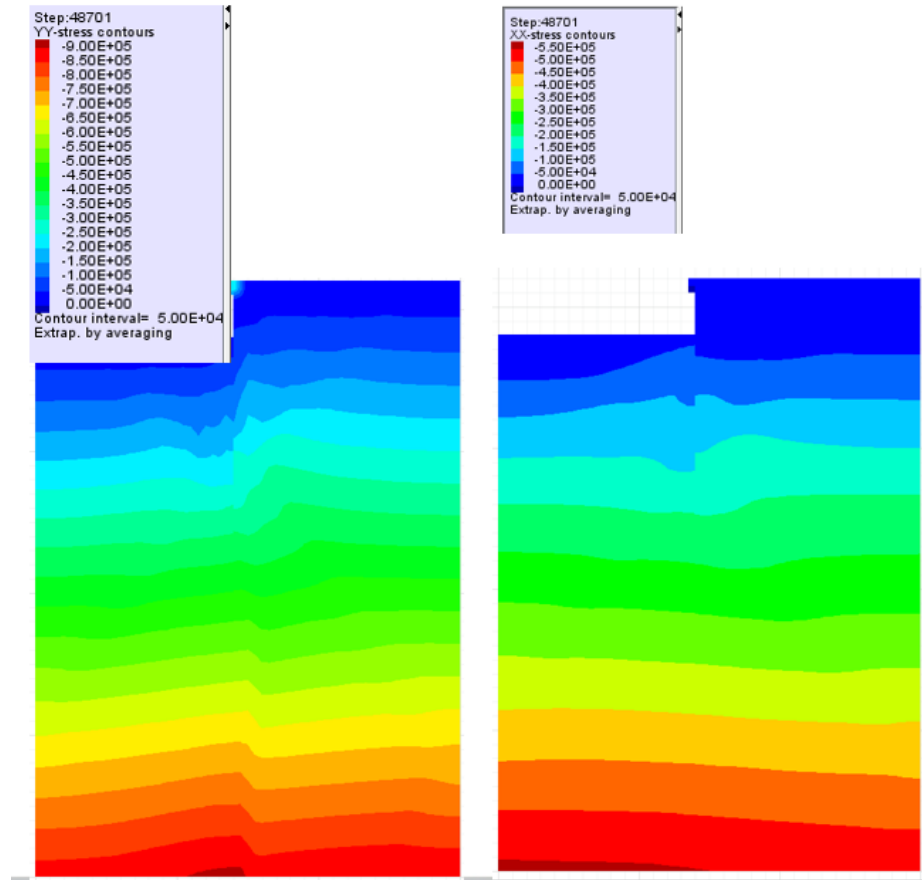 Step:48701
YY-stress contours
-9.00E+05
-8.50E+05
-8.00E+05
-7.50E+05
-7.00E+05
-6.50E+05
-6.00E+05
-5.50E+05
-5.00E+05
-4.50E+05
-4.00E+05
-3.50E+05
-3.00E+05
-2.50E+05
-2.00E+05
-1.50E+05
-1.00E+05
-5.00E+04
0.00E+00
Contour interval= 5.00E+04
Extrap. by averaging
Step:48701
XX-stress contours
-5.50E+05
-5.00E+05
-4.50E+05
-4.00E+05
-3.50E+05
-3.00E+05
-2.50E+05
-2.00E+05
-1.50E+05
-1.00E+05
-5.00E+04
0.00E+00
Contour interval= 5.00E+04
Extrap. by averaging